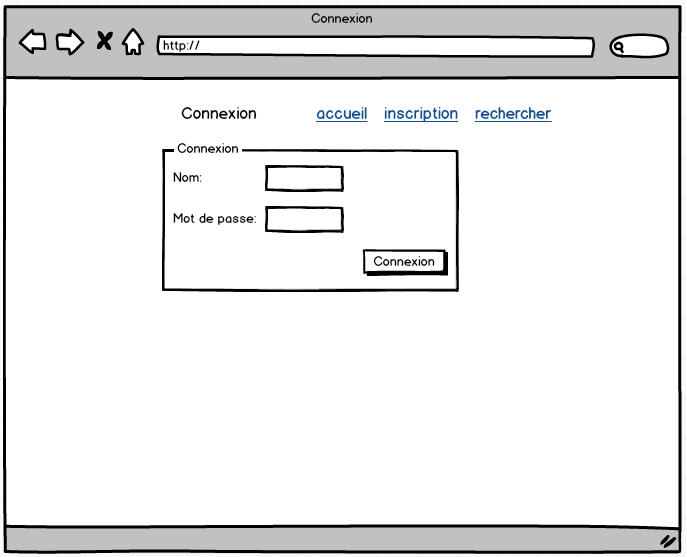 Connexion
http://
Connexion accueil inscription rechercher
Connexion
Nom:
Mot de passe:
Connexion